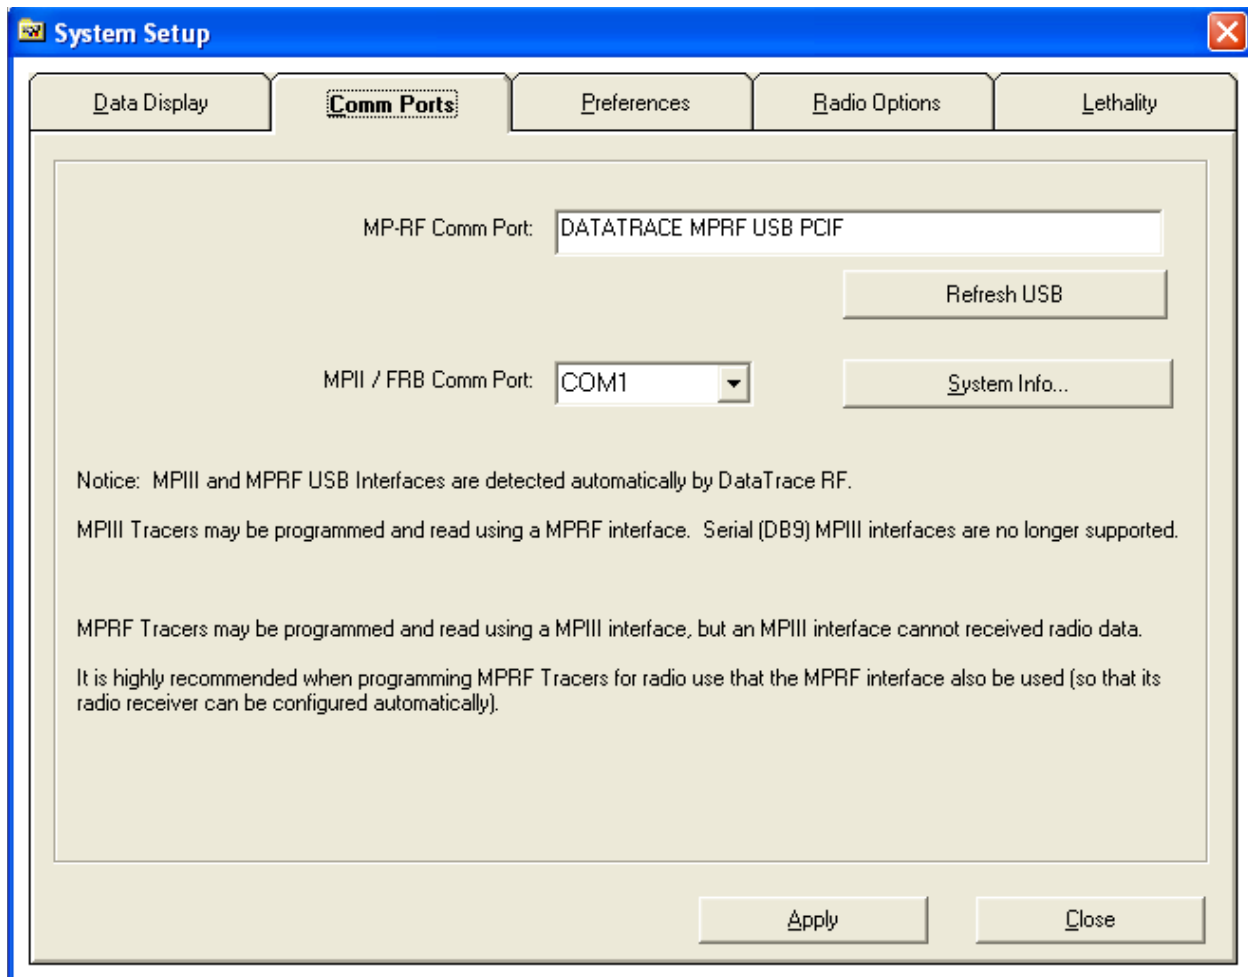 System Setup
Data Display
Comm Ports
Preferences
Radio Options
Lethality
MP-RF Comm Port:
DATATRACE MPRF USB PCIF
Refresh USB
MPII / FRB Comm Port:
COM1
System Info...
Notice:  MPIII and MPRF USB Interfaces are detected automatically by DataTrace RF.
MPIII Tracers may be programmed and read using a MPRF interface.  Serial (DB9) MPIII interfaces are no longer supported.
MPRF Tracers may be programmed and read using a MPIII interface, but an MPIII interface cannot received radio data.
It is highly recommended when programming MPRF Tracers for radio use that the MPRF interface also be used (so that its
radio receiver can be configured automatically).
Apply
Close